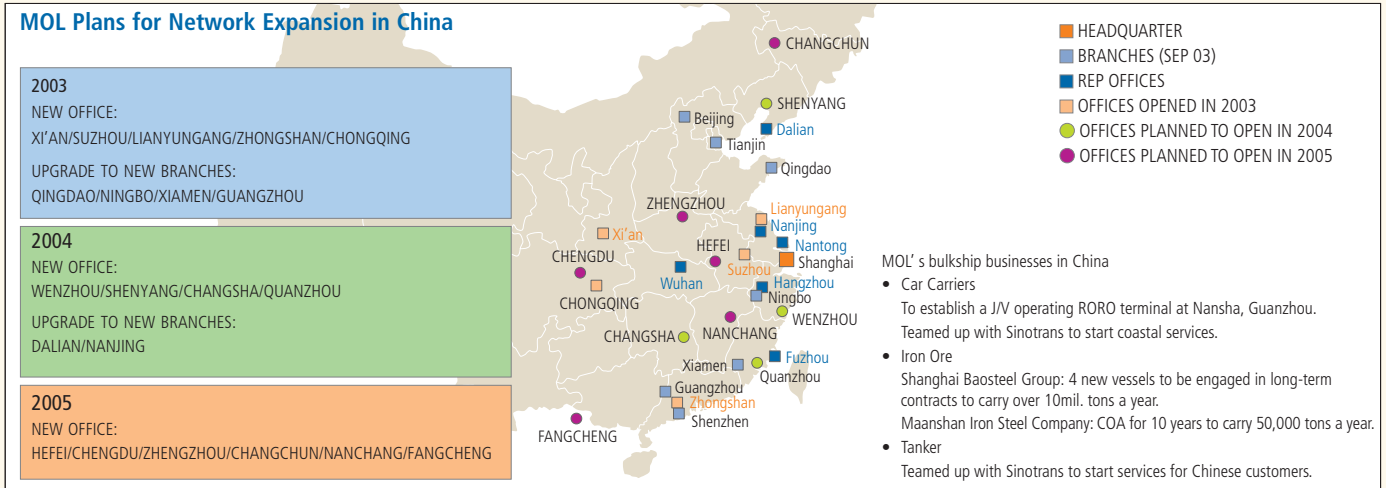 MOL Plans for Network Expansion in China
2003
NEW OFFICE:
XI'AN/SUZHOU/LIANYUNGANG/ZHONGSHAN/CHONGQING
UPGRADE TO NEW BRANCHES:
QINGDAO/NINGBO/XIAMEN/GUANGZHOU
2004
NEW OFFICE:
WENZHOU/SHENYANG/CHANGSHA/QUANZHOU
UPGRADE TO NEW BRANCHES:
DALIAN/NANJING
2005
NEW OFFICE:
HEFEI/CHENGDU/ZHENGZHOU/CHANGCHUN/NANCHANG/FANGCHENG
CHANGCHUN
SHENYANG
Beijing
Dalian
Tianjin
Qingdao
ZHENGZHOU
Lianyungang
Nanjing
Xi'an
Nantong
HEFEI
CHENGDU
Shanghai
Suzhou
Wuhan
Hangzhou
CHONGQING
Ningbo
WENZHOU
CHANGSHA
NANCHANG
Fuzhou
Xiamen
Quanzhou
Guangzhou
Zhongshan
Shenzhen
FANGCHENG
HEADQUARTER
BRANCHES (SEP 03)
REP OFFICES
OFFICES OPENED IN 2003
OFFICES PLANNED TO OPEN IN 2004
OFFICES PLANNED TO OPEN IN 2005
MOL' s bulkship businesses in China
• Car Carriers
To establish a J/V operating RORO terminal at Nansha, Guanzhou.
Teamed up with Sinotrans to start coastal services.
• Iron Ore
Shanghai Baosteel Group: 4 new vessels to be engaged in long-term
contracts to carry over 10mil. tons a year.
Maanshan Iron Steel Company: COA for 10 years to carry 50,000 tons a year.
• Tanker
Teamed up with Sinotrans to start services for Chinese customers.